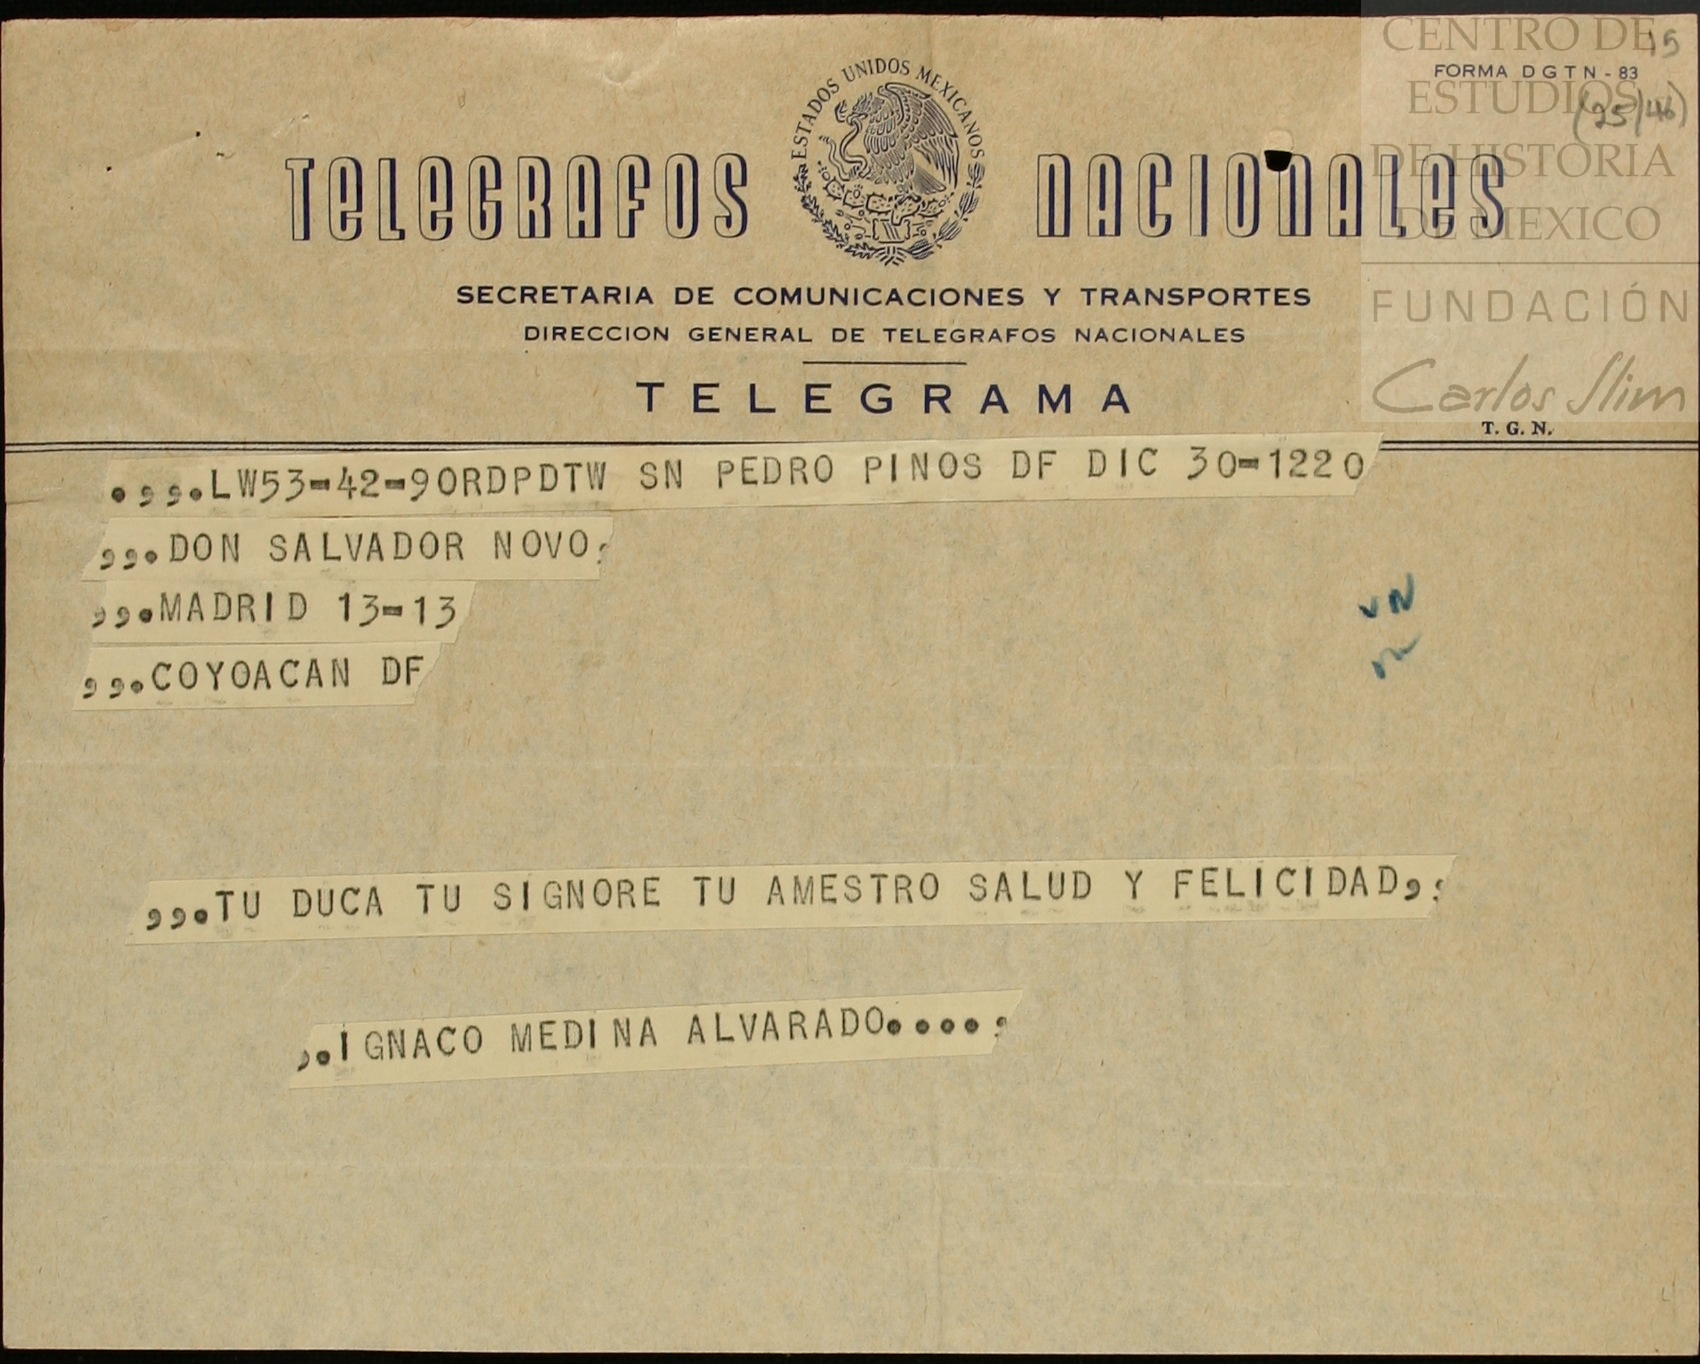 CENTRO DE
ESTUDIOS
DE HISTORIA
DE MEXICO
FUNDACIÓN
Carlos Slim
15
FORMA DGTN-83
(25/46)
ESTADOS UNIDOS MEXICANOS
TELEGRAFOS NACIONALES
SECRETARIA DE COMUNICACIONES Y TRANSPORTES
DIRECCION GENERAL DE TELEGRAFOS NACIONALES
TELEGRAMA
T. G. N.
.,,.LW53-42-90RDPDTW SN PEDRO PINOS DF DIC 30-1220
,,.DON SALVADOR NOVO:
,,.MADRID 13-13
,,.COYOACAN DF
,,.TU DUCA TU SIGNORE TU AMESTRO SALUD Y FELICIDAD,:
,.IGNACO MEDINA ALVARADO....: